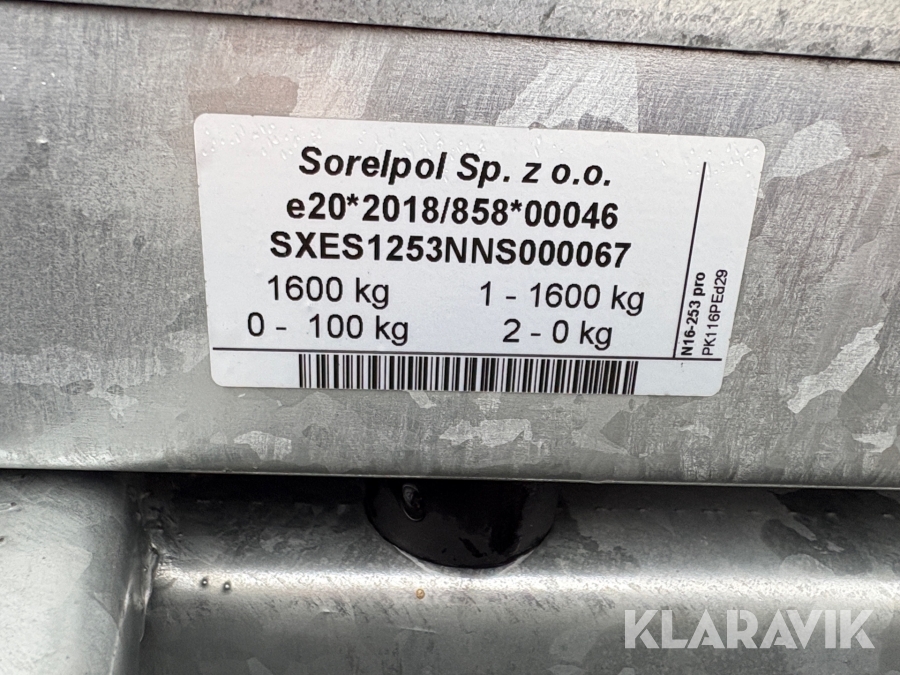 Sorelpol Sp. z o.o.
e20*2018/858*00046
SXES1253NNS000067
1600 kg 1 - 1600 kg
0 - 100 kg 2 - 0 kg
N16-253 pro
PK116PEd29
KLARAVIK